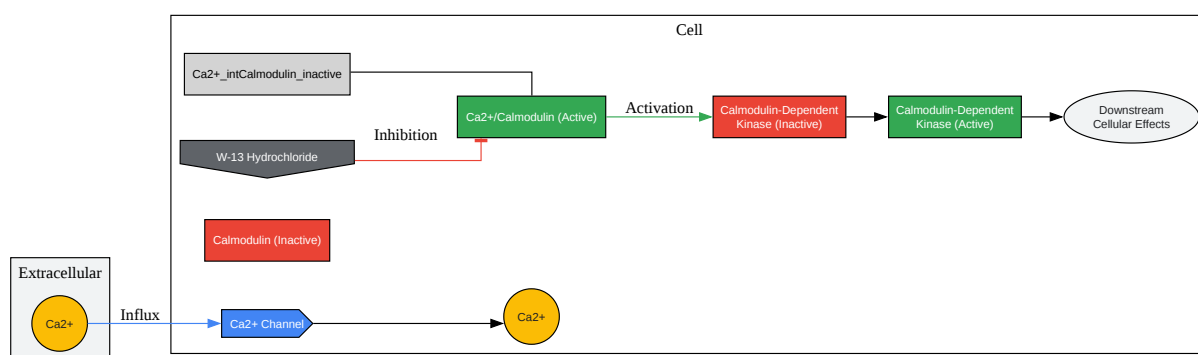 Cell
Ca2+_intCalmodulin_inactive
Ca2+/Calmodulin (Active)
Activation
Calmodulin-Dependent
Kinase (Inactive)
Calmodulin-Dependent
Kinase (Active)
Downstream
Cellular Effects
Inhibition
W-13 Hydrochloride
Calmodulin (Inactive)
Extracellular
Ca2+
Influx
Ca2+ Channel
Ca2+